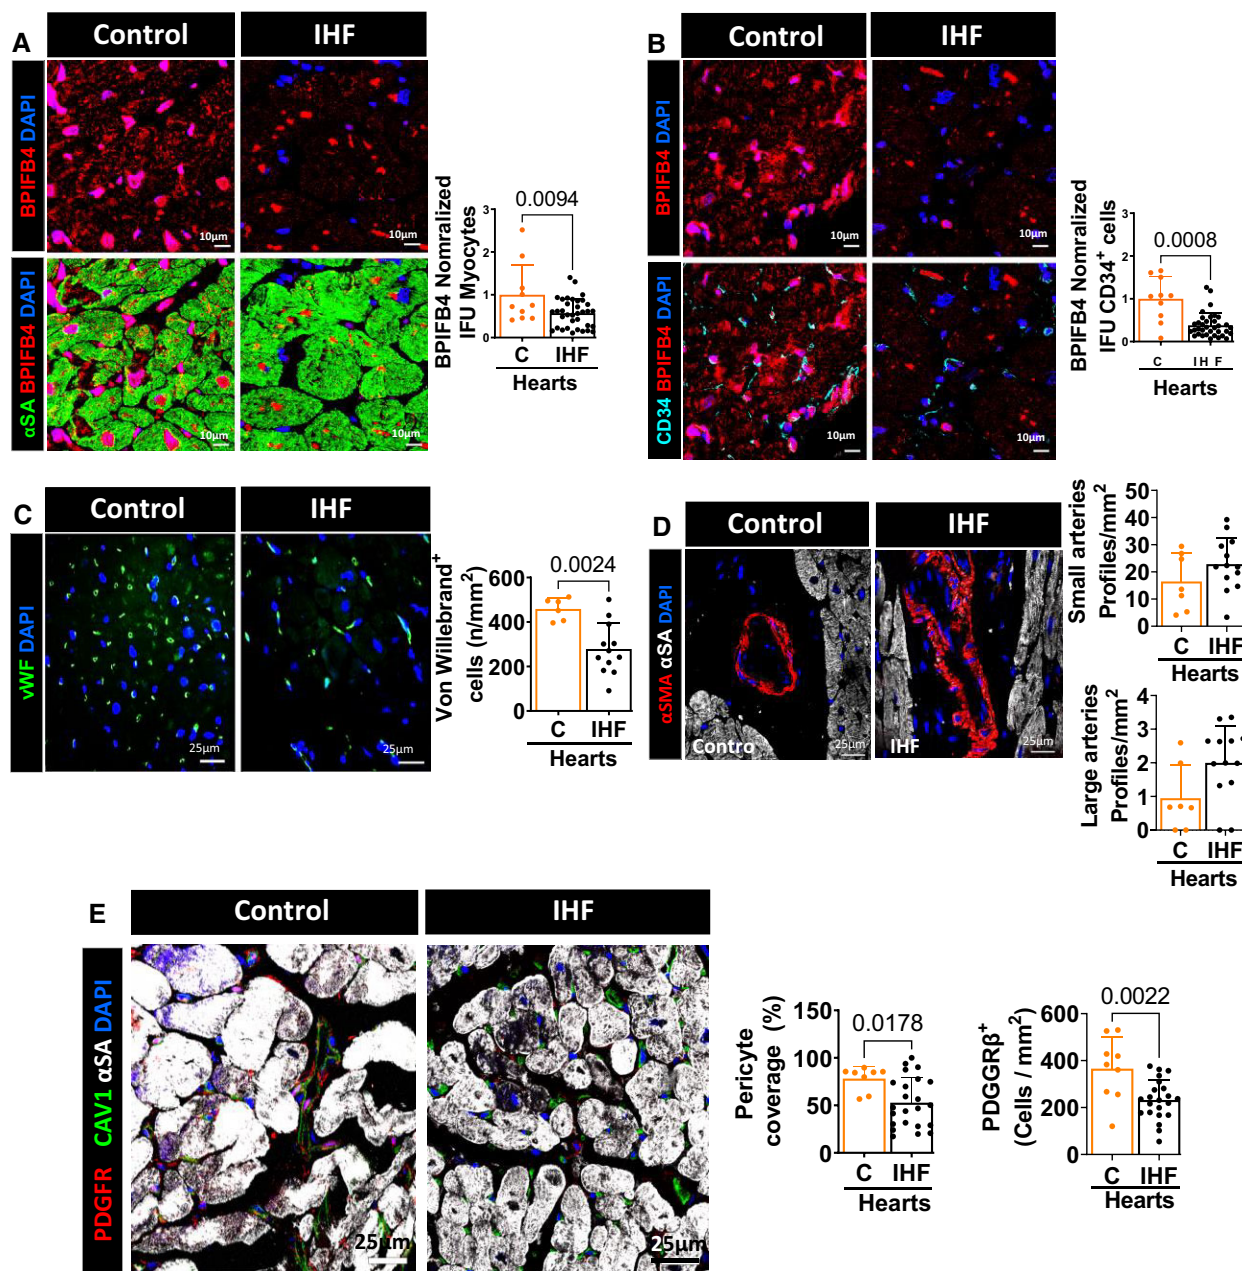 A
Control
IHF
BPIFB4 DAPI
10µm
10µm
αSA BPIFB4 DAPI
10µm
10µm
BPIFB4 Nomralized
IFU Myocytes
0.0094
3
2
1
0
C
IHF
Hearts
B
Control
IHF
BPIFB4 DAPI
10µm
10µm
CD34 BPIFB4 DAPI
10µm
10µm
BPIFB4 Nomralized
IFU CD34+ cells
0.0008
3
2
1
0
C
I H F
Hearts
C
Control
IHF
vWF DAPI
25µm
25µm
Von Willebrand+
cells (n/mm2)
0.0024
600
400
200
0
C
IHF
Hearts
D
Control
IHF
αSMA αSA DAPI
Contro
25µm
IHF
25µm
Small arteries
Profiles/mm2
50
40
30
20
10
0
C
IHF
Hearts
Large arteries
Profiles/mm2
4
3
2
1
0
C
IHF
Hearts
E
Control
IHF
PDGFR CAV1 αSA DAPI
25µm
25µm
Pericyte
coverage (%)
0.0178
150
100
50
0
C
IHF
Hearts
PDGGRβ+
(Cells / mm2)
0.0022
600
400
200
0
C
IHF
Hearts